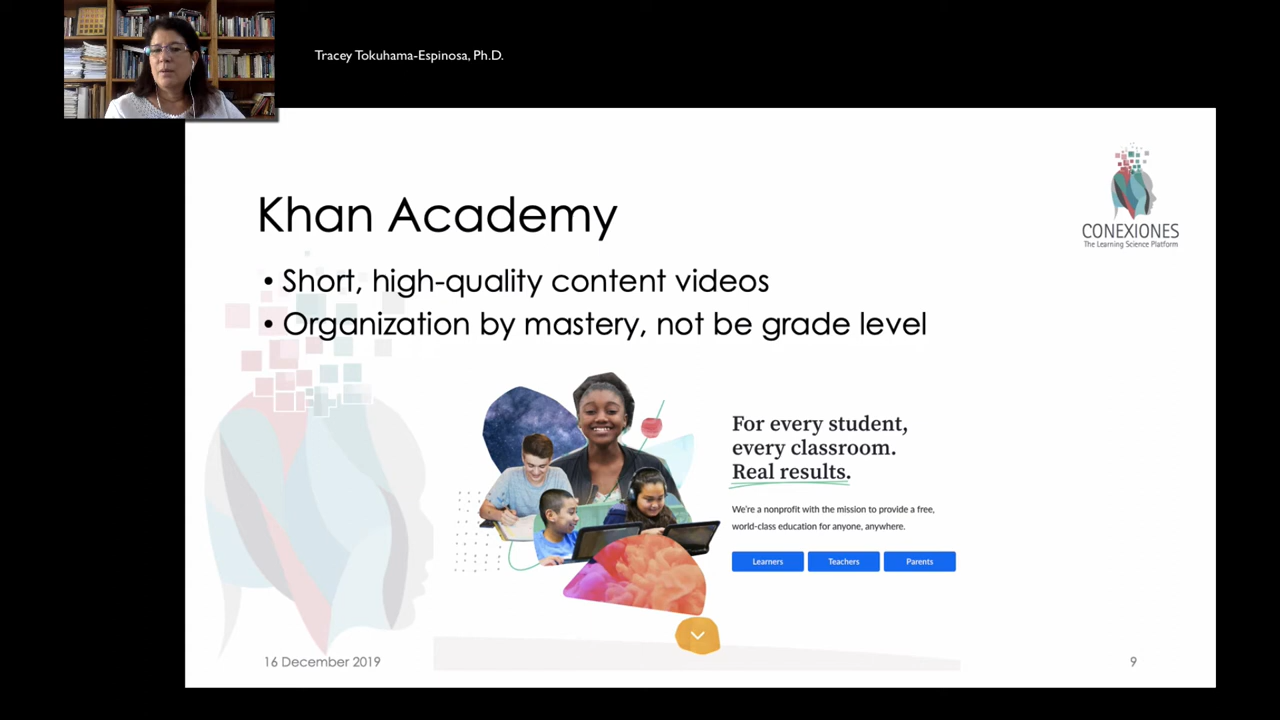 Tracey Tokuhama-Espinosa, Ph.D.
CONEXIONES
The Learning Science Platform
Khan Academy
• Short, high-quality content videos
• Organization by mastery, not be grade level
For every student,
every classroom.
Real results.
We're a nonprofit with the mission to provide a free,
world-class education for anyone, anywhere.
Learners Teachers Parents
16 December 2019
9